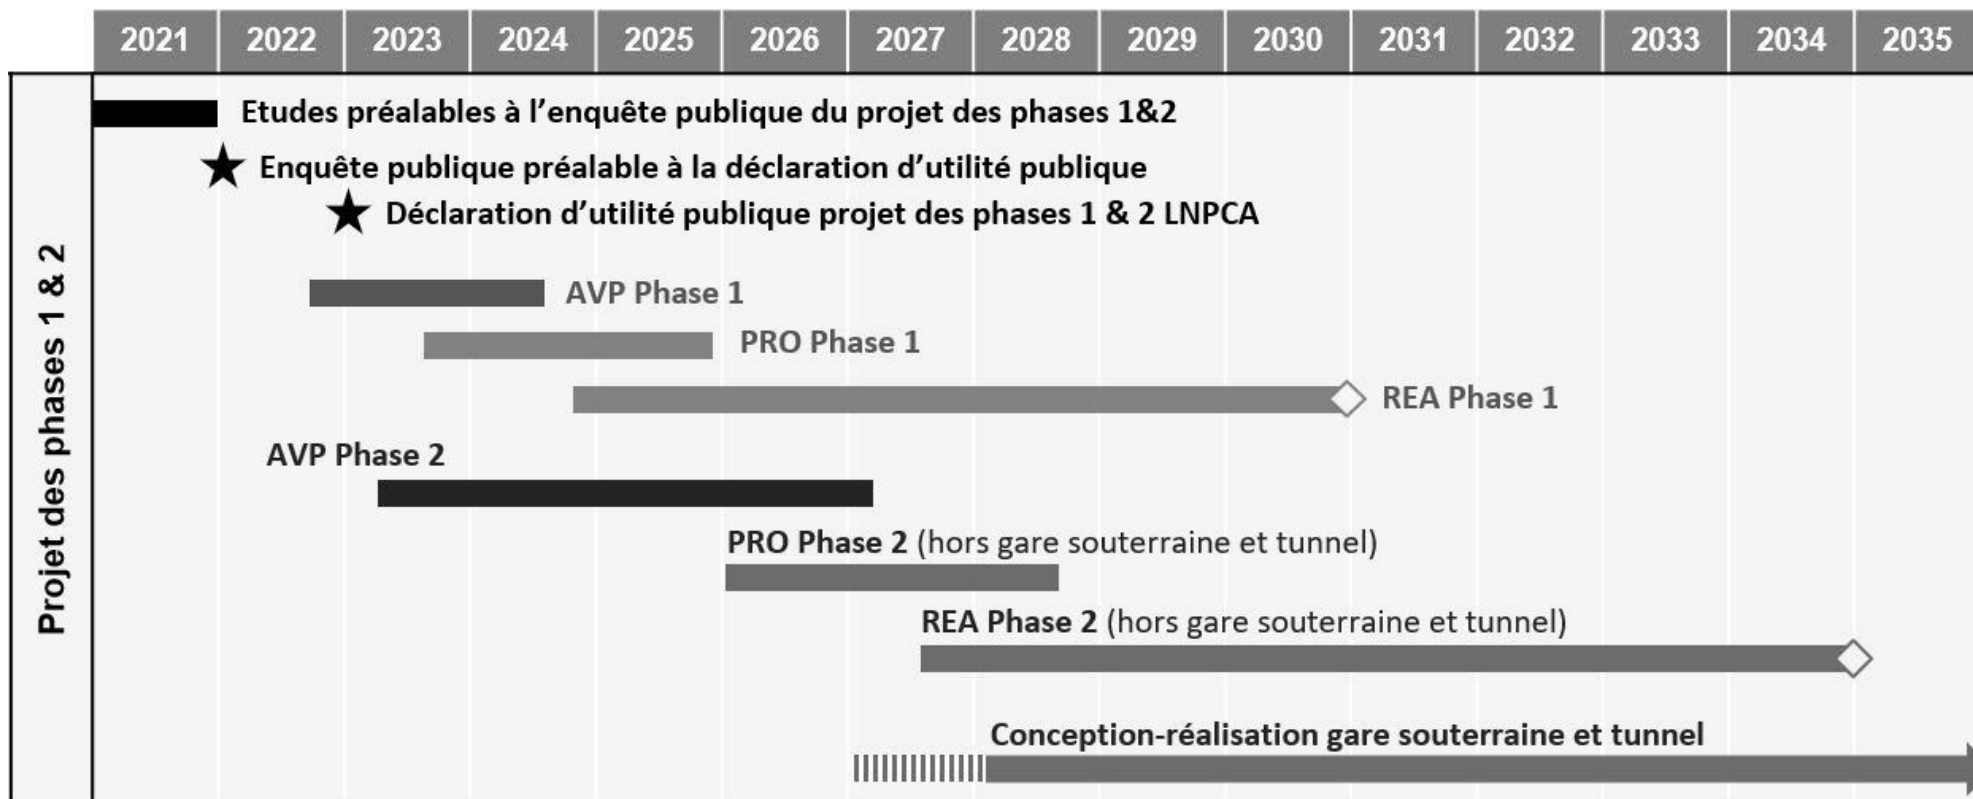 2021 2022 2023 2024 2025 2026 2027 2028 2029 2030 2031 2032 2033 2034 2035
Projet des phases 1 & 2
Etudes préalables à l’enquête publique du projet des phases 1&2
Enquête publique préalable à la déclaration d’utilité publique
Déclaration d’utilité publique projet des phases 1 & 2 LNPCA
AVP Phase 1
PRO Phase 1
REA Phase 1
AVP Phase 2
PRO Phase 2 (hors gare souterraine et tunnel)
REA Phase 2 (hors gare souterraine et tunnel)
Conception-réalisation gare souterraine et tunnel